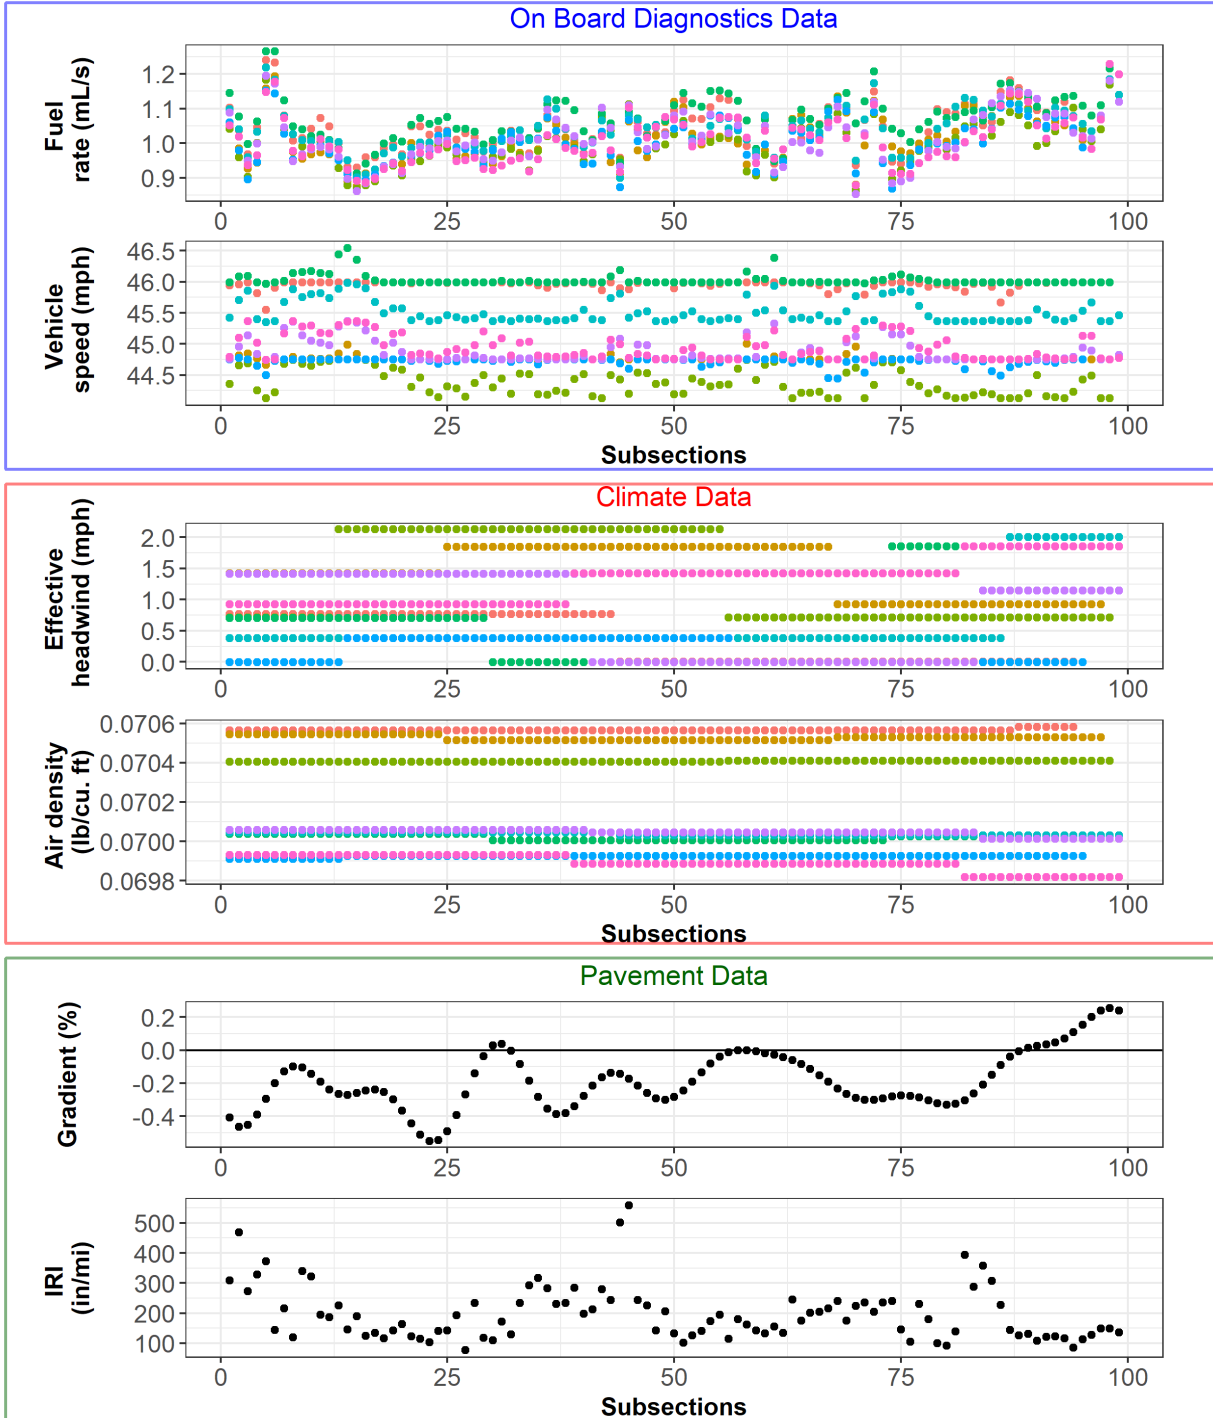 On Board Diagnostics Data
Fuel
rate (mL/s)
1.2
1.1
1.0
0.9
0 25 50 75 100
Vehicle
speed (mph)
46.5
46.0
45.5
45.0
44.5
0 25 50 75 100
Subsections
Climate Data
Effective
headwind (mph)
2.0
1.5
1.0
0.5
0.0
0 25 50 75 100
Air density
(lb/cu. ft)
0.0706
0.0704
0.0702
0.0700
0.0698
0 25 50 75 100
Subsections
Pavement Data
Gradient (%)
0.2
0.0
-0.2
-0.4
0 25 50 75 100
IRI
(in/mi)
500
400
300
200
100
0 25 50 75 100
Subsections